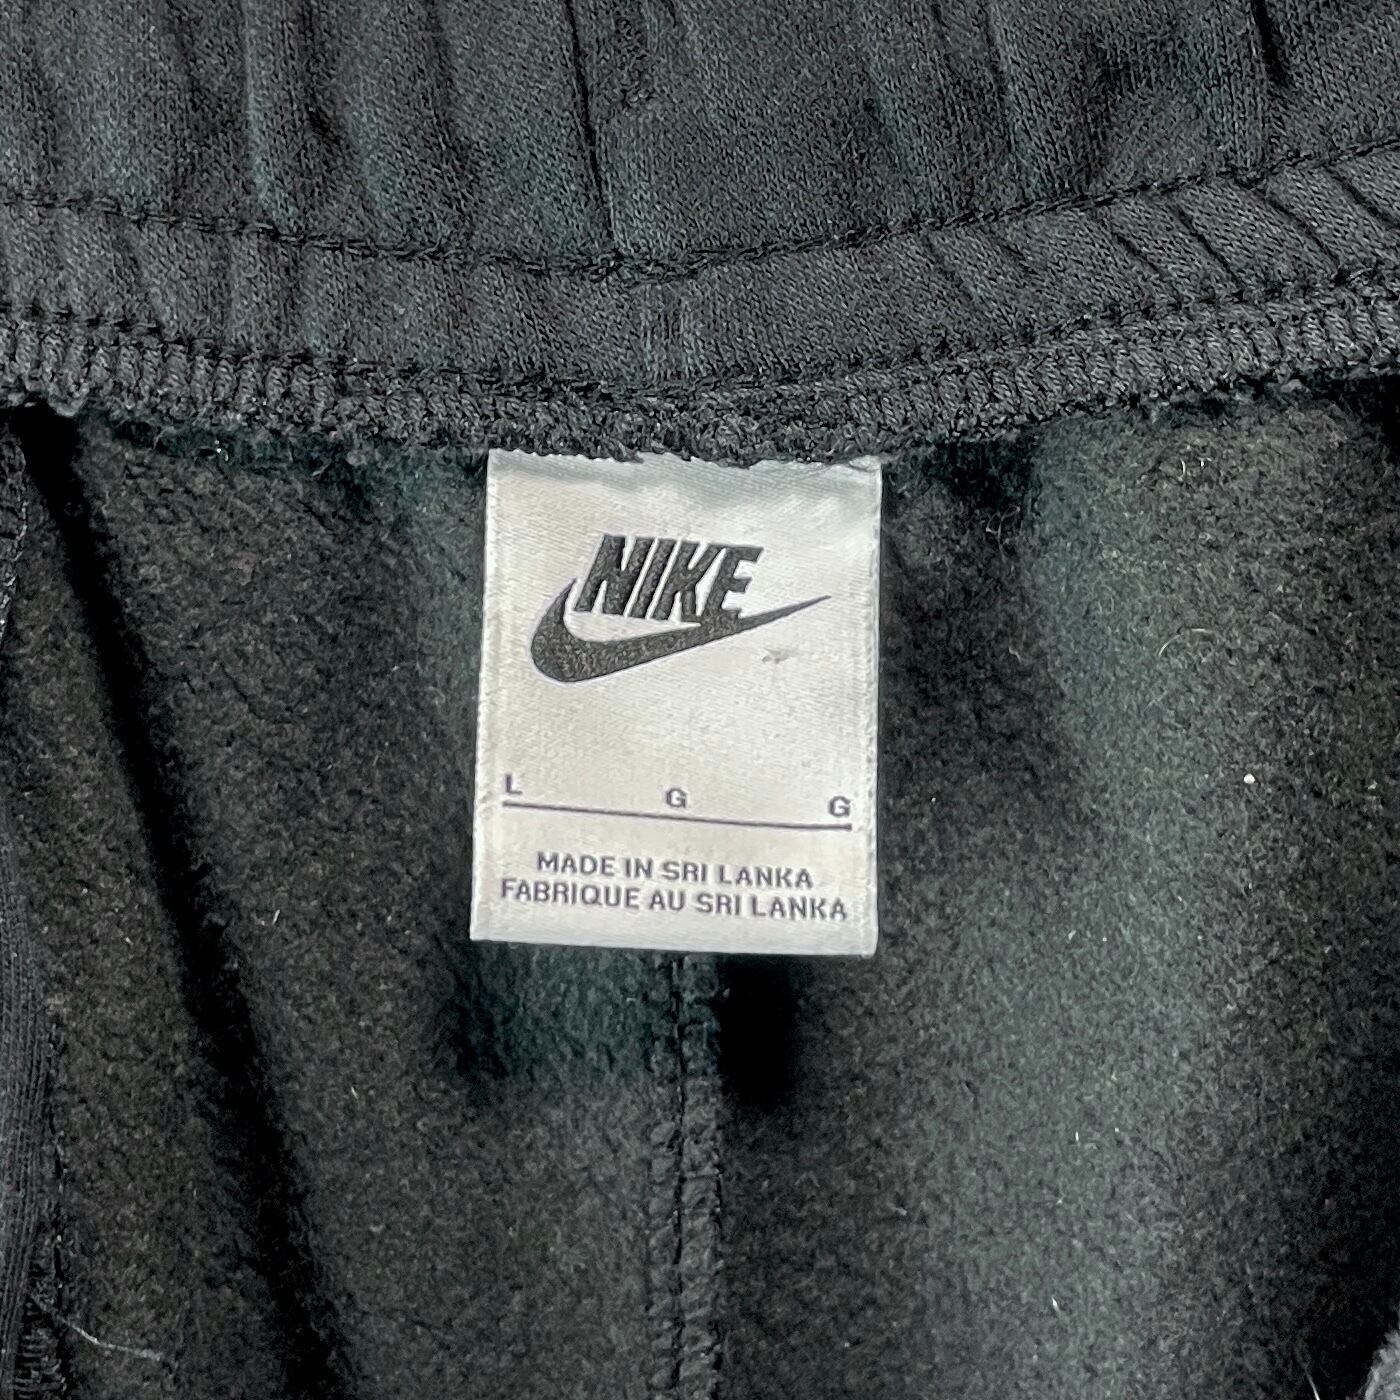 NIKE
L G G
MADE IN SRI LANKA
FABRIQUE AU SRI LANKA